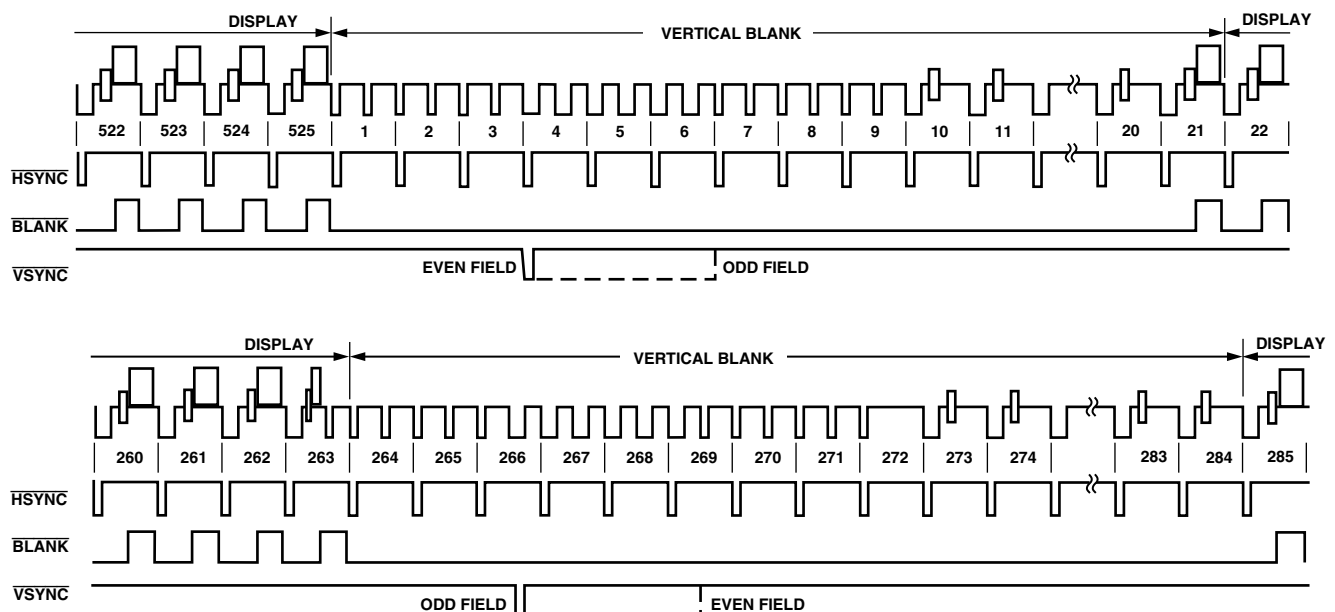 DISPLAY VERTICAL BLANK DISPLAY
522 523 524 525 1 2 3 4 5 6 7 8 9 10 11 20 21 22
HSYNC
BLANK
EVEN FIELD ODD FIELD
VSYNC
DISPLAY VERTICAL BLANK DISPLAY
260 261 262 263 264 265 266 267 268 269 270 271 272 273 274 283 284 285
HSYNC
BLANK
VSYNC
ODD FIELD EVEN FIELD